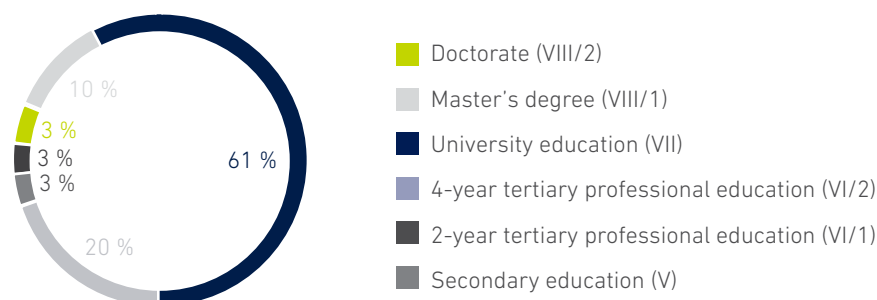 10 %
3 %
3 %
3 %
61 %
20 %
Doctorate (VIII/2)
Master's degree (VIII/1)
University education (VII)
4-year tertiary professional education (VI/2)
2-year tertiary professional education (VI/1)
Secondary education (V)